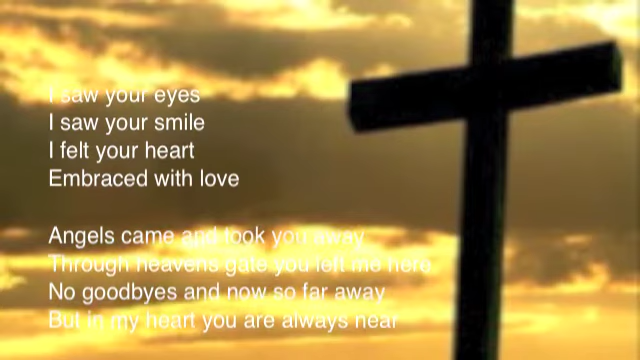 I saw your eyes
I saw your smile
I felt your heart
Embraced with love
Angels came and took you away
Through heavens gate you left me here
No goodbyes and now so far away
But in my heart you are always near